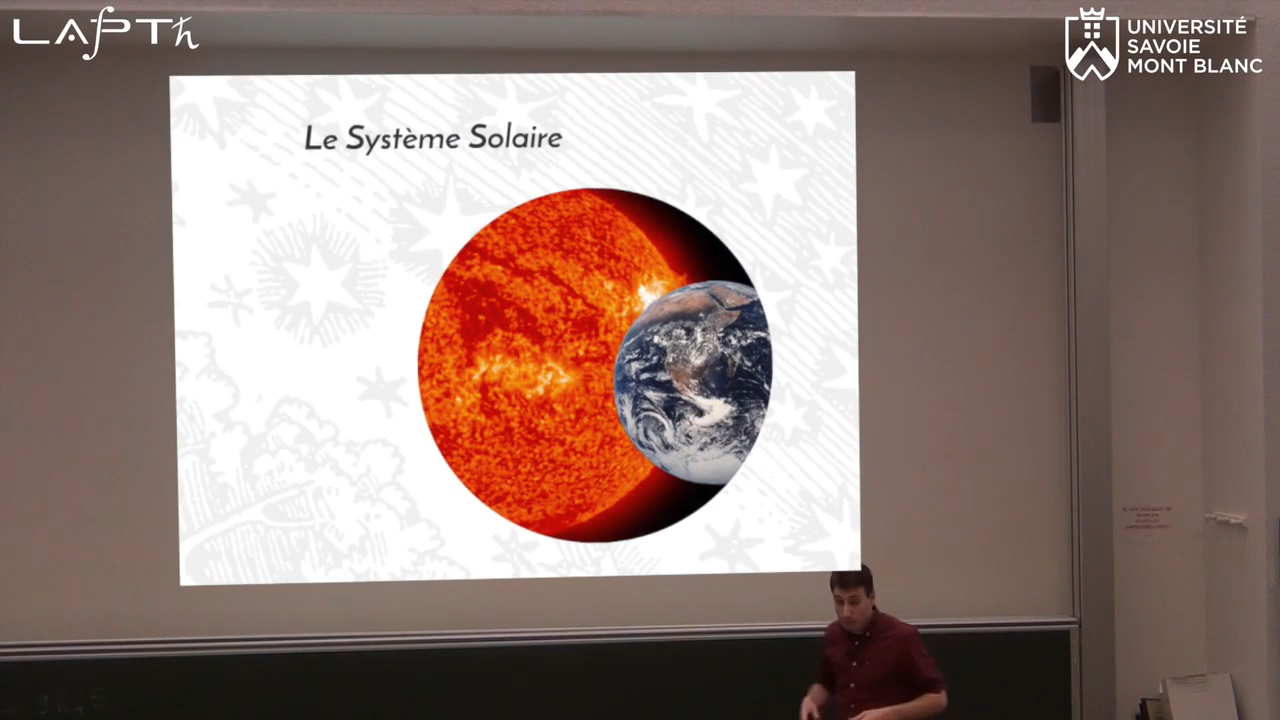 LAPTh
UNIVERSITÉ
SAVOIE
MONT BLANC
Le Système Solaire